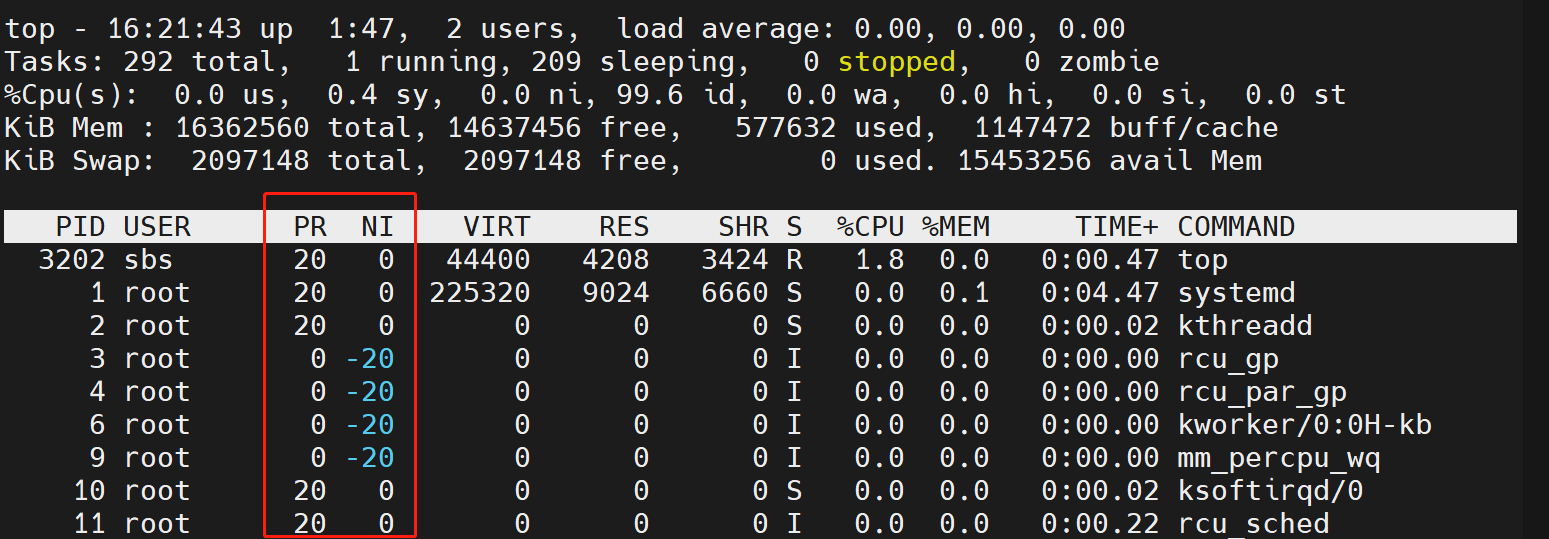 top - 16:21:43 up  1:47,  2 users,  load average: 0.00, 0.00, 0.00
Tasks: 292 total,   1 running, 209 sleeping,   0 stopped,   0 zombie
%Cpu(s):  0.0 us,  0.4 sy,  0.0 ni, 99.6 id,  0.0 wa,  0.0 hi,  0.0 si,  0.0 st
KiB Mem : 16362560 total, 14637456 free,   577632 used,  1147472 buff/cache
KiB Swap:  2097148 total,  2097148 free,        0 used. 15453256 avail Mem
PID USER      PR  NI    VIRT    RES    SHR S  %CPU %MEM     TIME+ COMMAND
3202 sbs       20   0   44400   4208   3424 R   1.8  0.0   0:00.47 top
1 root      20   0  225320   9024   6660 S   0.0  0.1   0:04.47 systemd
2 root      20   0       0      0      0 S   0.0  0.0   0:00.02 kthreadd
3 root       0 -20       0      0      0 I   0.0  0.0   0:00.00 rcu_gp
4 root       0 -20       0      0      0 I   0.0  0.0   0:00.00 rcu_par_gp
6 root       0 -20       0      0      0 I   0.0  0.0   0:00.00 kworker/0:0H-kb
9 root       0 -20       0      0      0 I   0.0  0.0   0:00.00 mm_percpu_wq
10 root      20   0       0      0      0 S   0.0  0.0   0:00.02 ksoftirqd/0
11 root      20   0       0      0      0 I   0.0  0.0   0:00.22 rcu_sched